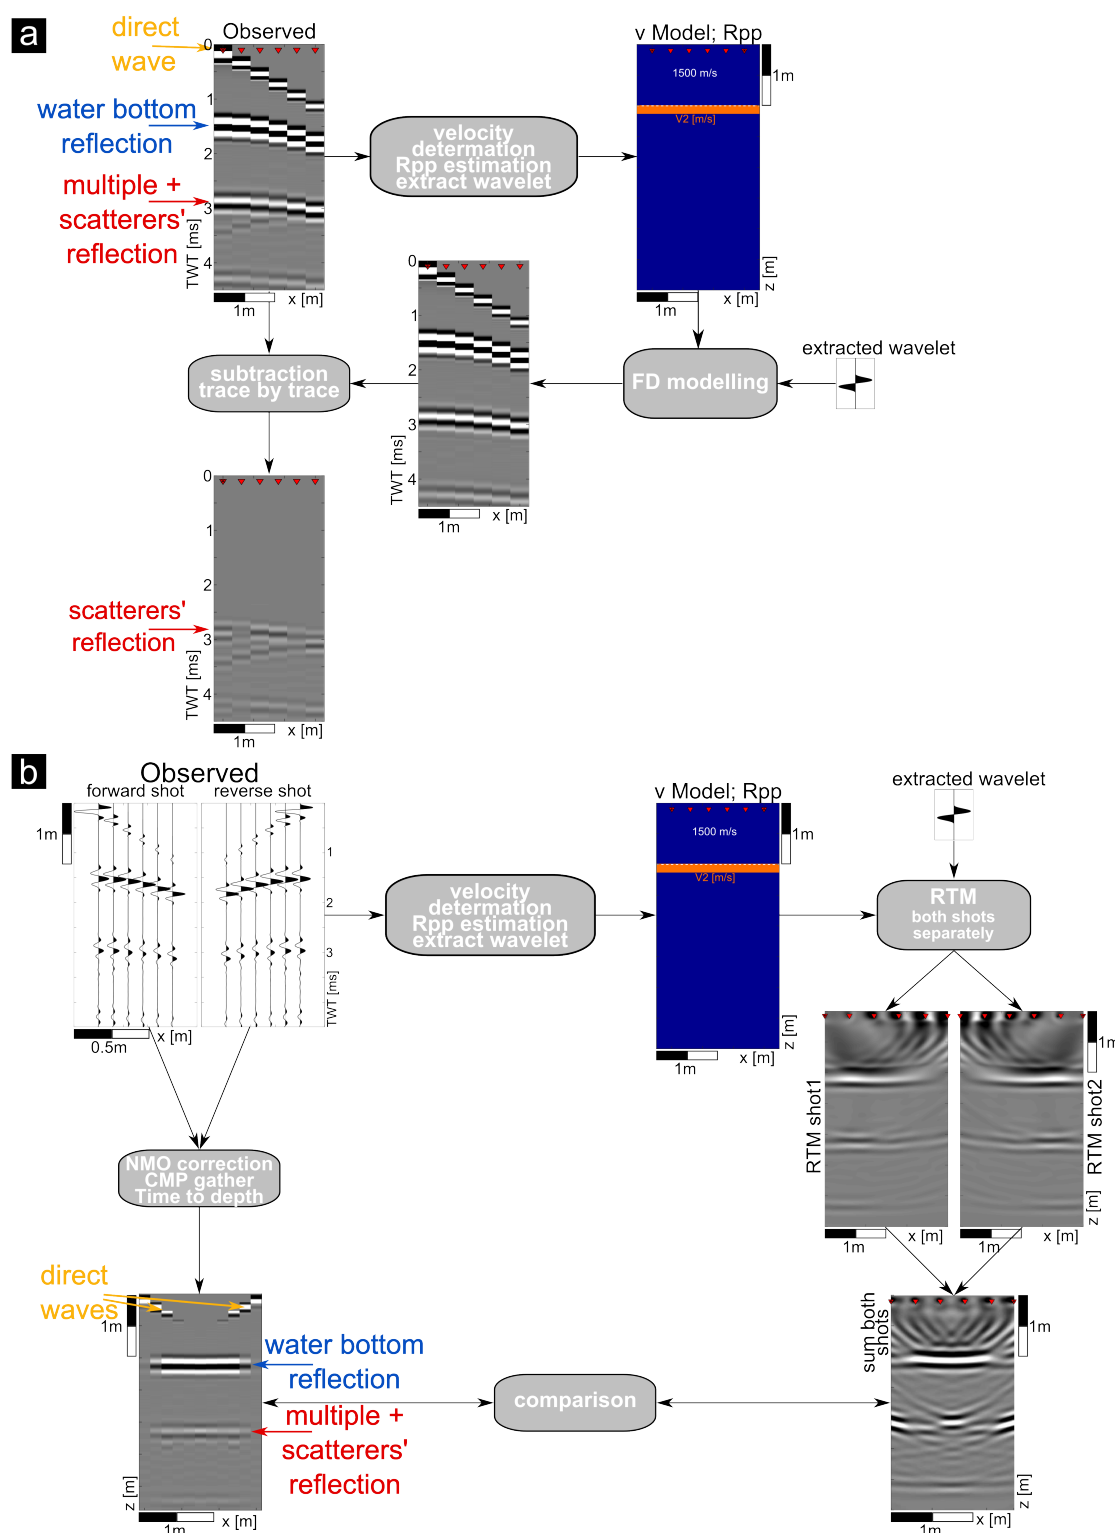 a
direct
wave
Observed
0
1
2
3
4
TWT [ms]
1m
x [m]
water bottom
reflection
multiple +
scatterers'
reflection
velocity
determation
Rpp estimation
extract wavelet
v Model; Rpp
1500 m/s
V2 [m/s]
1m
z [m]
1m
x [m]
extracted wavelet
FD modelling
0
1
2
3
4
TWT [ms]
1m
x [m]
subtraction
trace by trace
0
1
2
3
4
TWT [ms]
1m
x [m]
scatterers'
reflection
b
Observed
forward shot
reverse shot
1m
1
2
3
TWT [ms]
0.5m
x [m]
velocity
determation
Rpp estimation
extract wavelet
v Model; Rpp
1500 m/s
V2 [m/s]
1m
z [m]
1m
x [m]
extracted wavelet
RTM
both shots
separately
RTM shot1
1m
x [m]
RTM shot2
1m
z [m]
1m
x [m]
NMO correction
CMP gather
Time to depth
direct
waves
1m
z [m]
1m
x [m]
water bottom
reflection
multiple +
scatterers'
reflection
comparison
sum both
shots
1m
z [m]
1m
x [m]